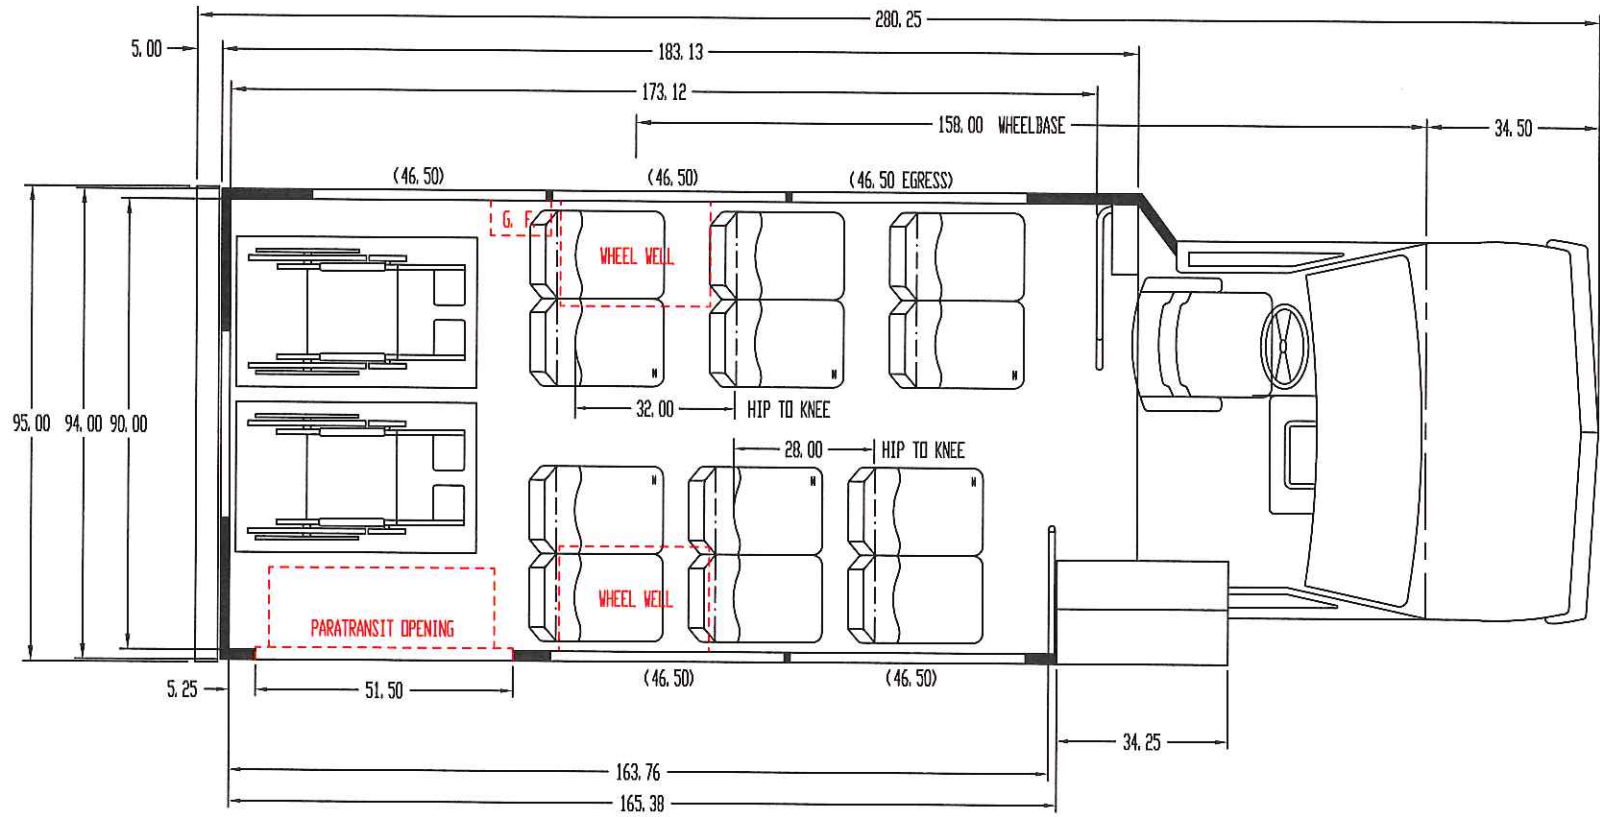 280.25
5.00
183.13
173.12
158.00 WHEELBASE
34.50
(46.50)
(46.50)
(46.50 EGRESS)
G. F.
WHEEL WELL
N
N
32.00
HIP TO KNEE
95.00
94.00
90.00
28.00
HIP TO KNEE
N
N
N
WHEEL WELL
PARATRANSIT OPENING
(46.50)
(46.50)
5.25
51.50
34.25
163.76
165.38